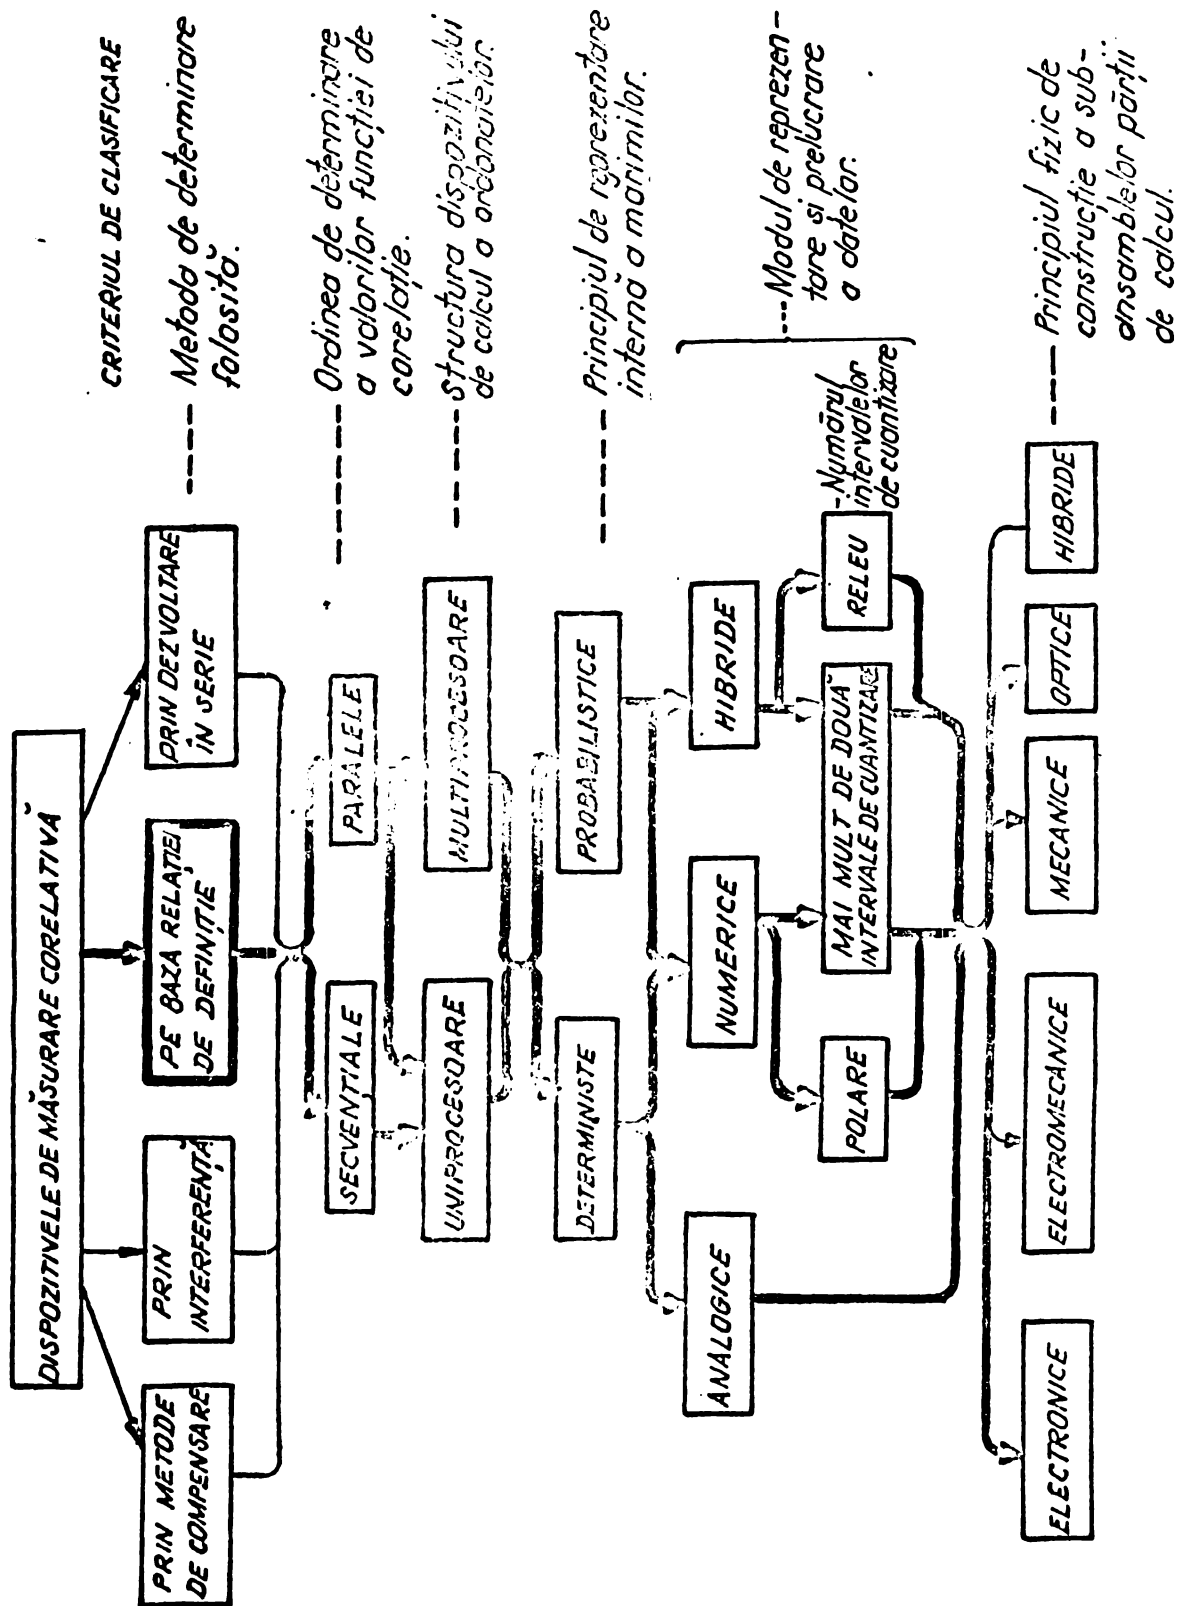 DISPOZITIVELE DE MĂSURARE CORELATIVĂ
CRITERIUL DE CLASIFICARE
PRIN METODE
DE COMPENSARE
PRIN
INTERFERENȚĂ
PE BAZA RELAȚIEI
DE DEFINIȚIE
PRIN DEZVOLTARE
ÎN SERIE
Metoda de determinare
folosită.
SECVENȚIALE
PARALELE
Ordinea de determinare
a valorilor funcției de
corelație.
UNIPROCESOARE
MULTIPROCESOARE
Structura dispozitivului
de calcul a ordonatelor.
DETERMINISTE
PROBABILISTICE
Principiul de reprezentare
internă a mărimilor.
ANALOGICE
NUMERICE
HIBRIDE
Modul de reprezen-
tare si prelucrare
a datelor.
POLARE
MAI MULT DE DOUĂ
INTERVALE DE CUANTIZARE
RELEU
-Numărul
intervalelor
de cuantizare
ELECTRONICE
ELECTROMECANICE
MECANICE
OPTICE
HIBRIDE
Principiul fizic de
construcție a sub-
ansamblelor părții
de calcul.